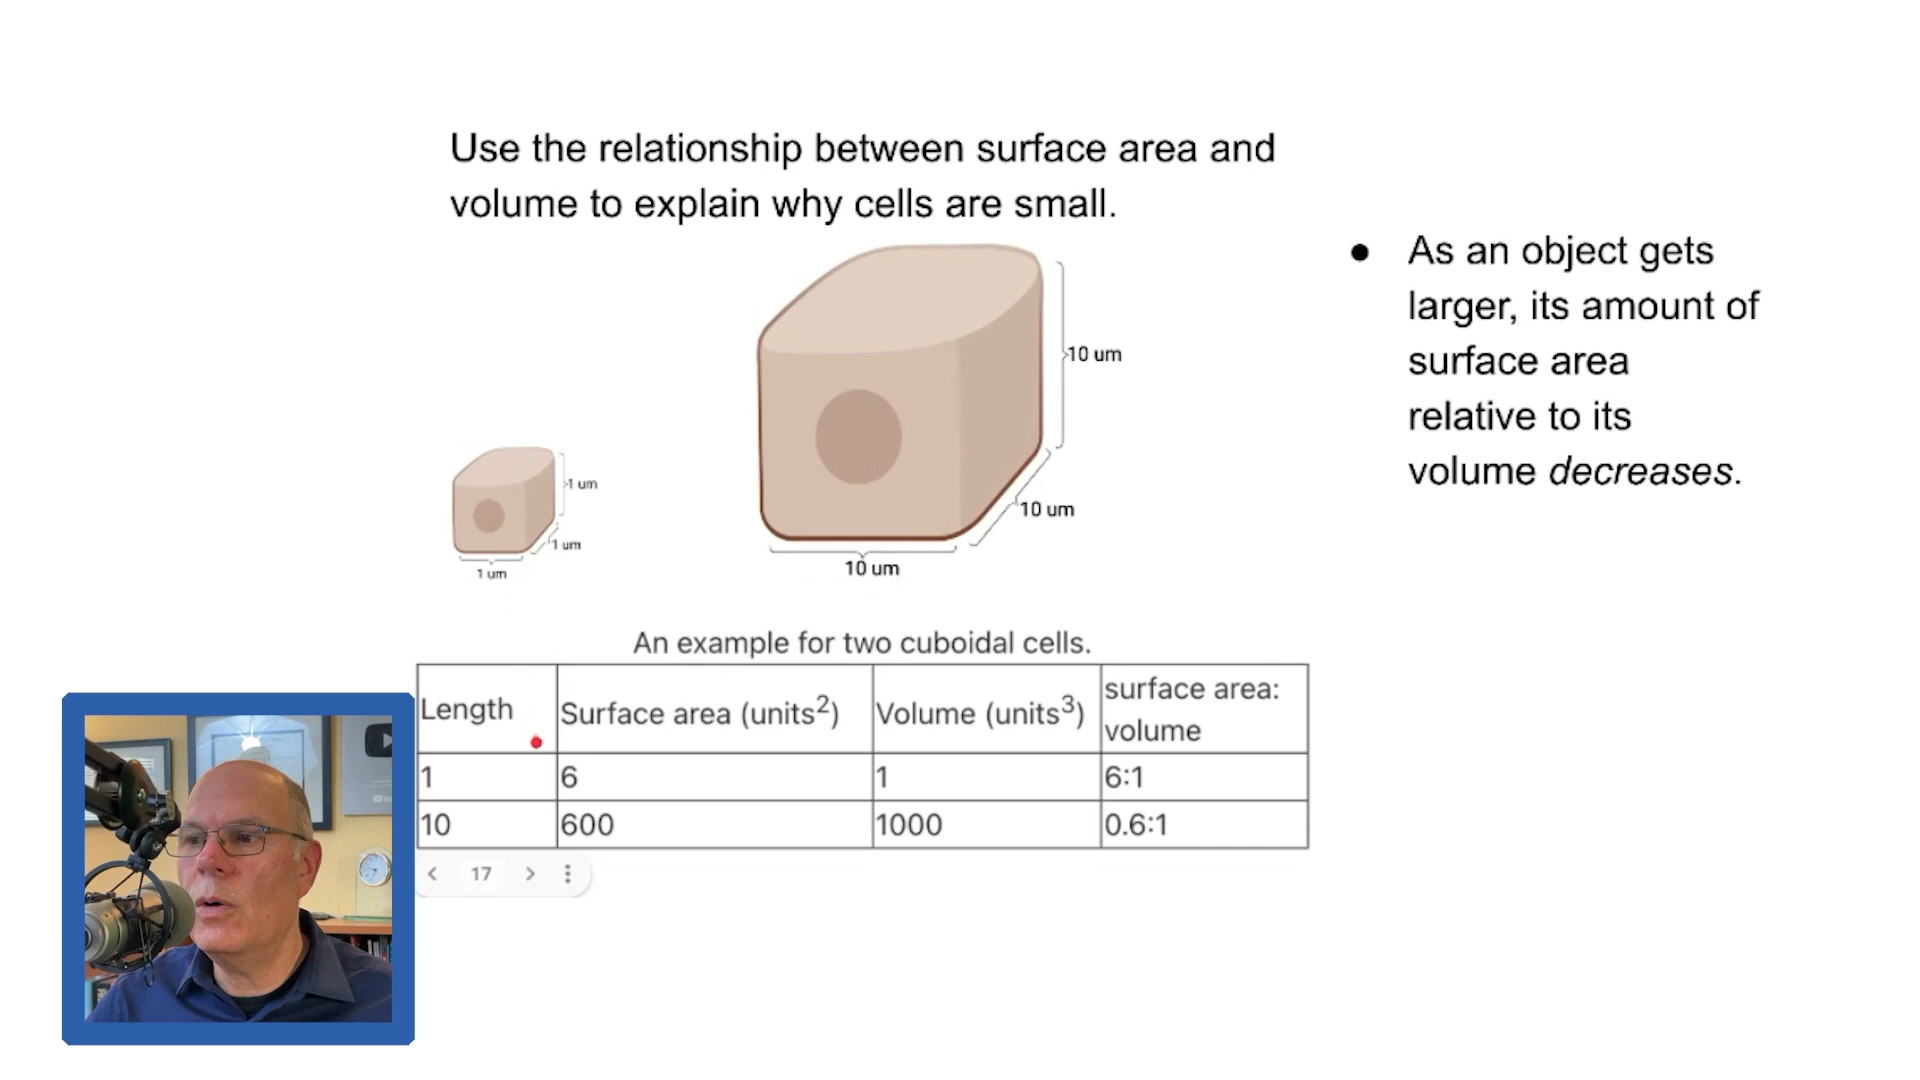 Use the relationship between surface area and
volume to explain why cells are small.
10 um
10 um
10 um
1 um
1 um
1 um
● As an object gets
larger, its amount of
surface area
relative to its
volume decreases.
An example for two cuboidal cells.
Length Surface area (units²) Volume (units³) surface area:
volume
1 6 1 6:1
10 600 1000 0.6:1
< 17 >